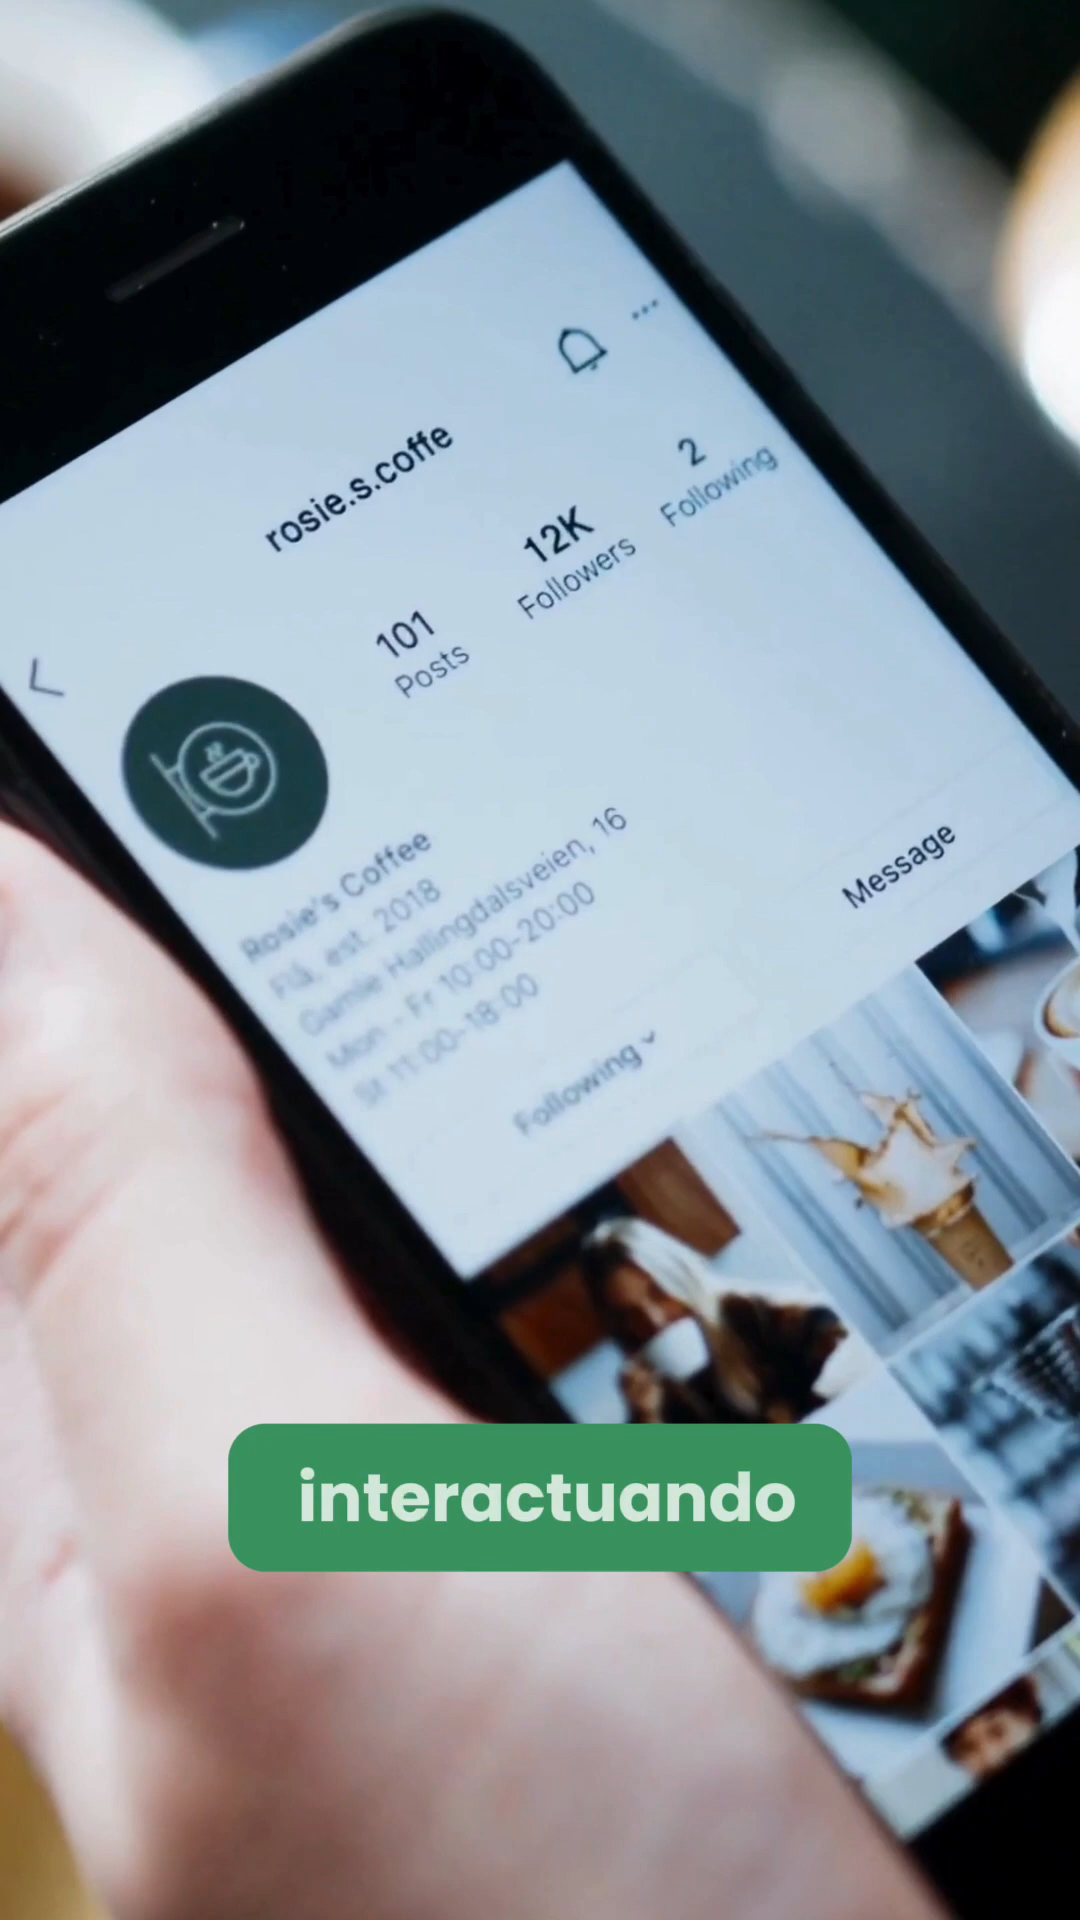 rosie.s.coffe
101
Posts
12K
Followers
2
Following
Rosie's Coffee
Flå, est. 2018
Gamle Hallingdalsveien, 16
Mon - Fr 10:00-20:00
St 11:00-18:00
Following
Message
interactuando